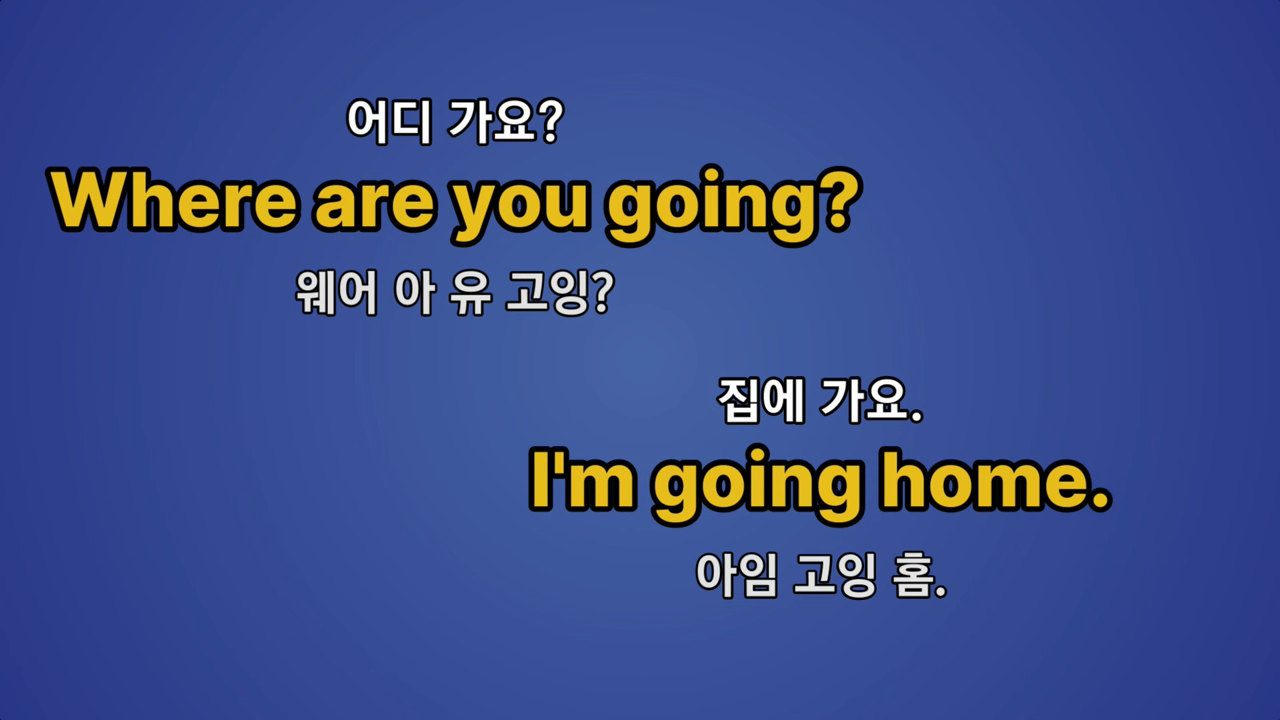 어디 가요?
Where are you going?
웨어 아 유 고잉?
집에 가요.
I'm going home.
아임 고잉 홈.